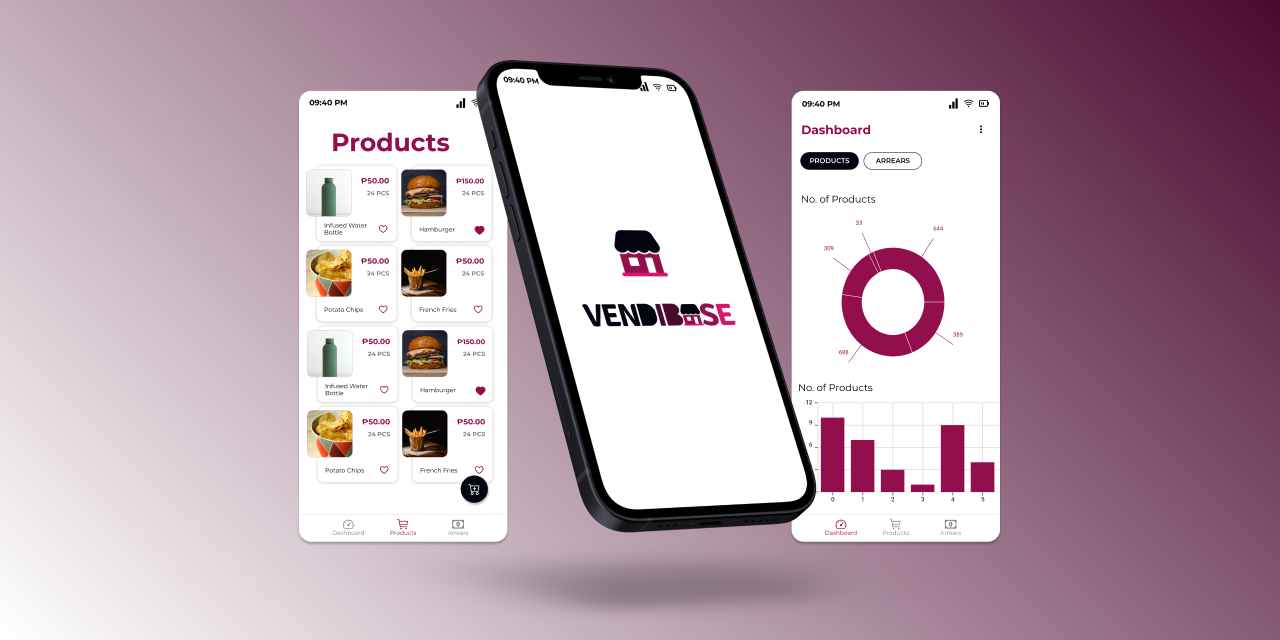 09:40 PM
Products
₱50.00
24 PCS
Infused Water
Bottle
₱150.00
24 PCS
Hamburger
₱50.00
24 PCS
Potato Chips
₱50.00
24 PCS
French Fries
₱50.00
24 PCS
Infused Water
Bottle
₱150.00
24 PCS
Hamburger
₱50.00
24 PCS
Potato Chips
₱50.00
24 PCS
French Fries
Dashboard
Products
Arrears
09:40 PM
VENDIBASE
09:40 PM
Dashboard
PRODUCTS
ARREARS
No. of Products
33
644
309
389
688
No. of Products
12
9
6
0
1
2
3
4
5
Dashboard
Products
Arrears